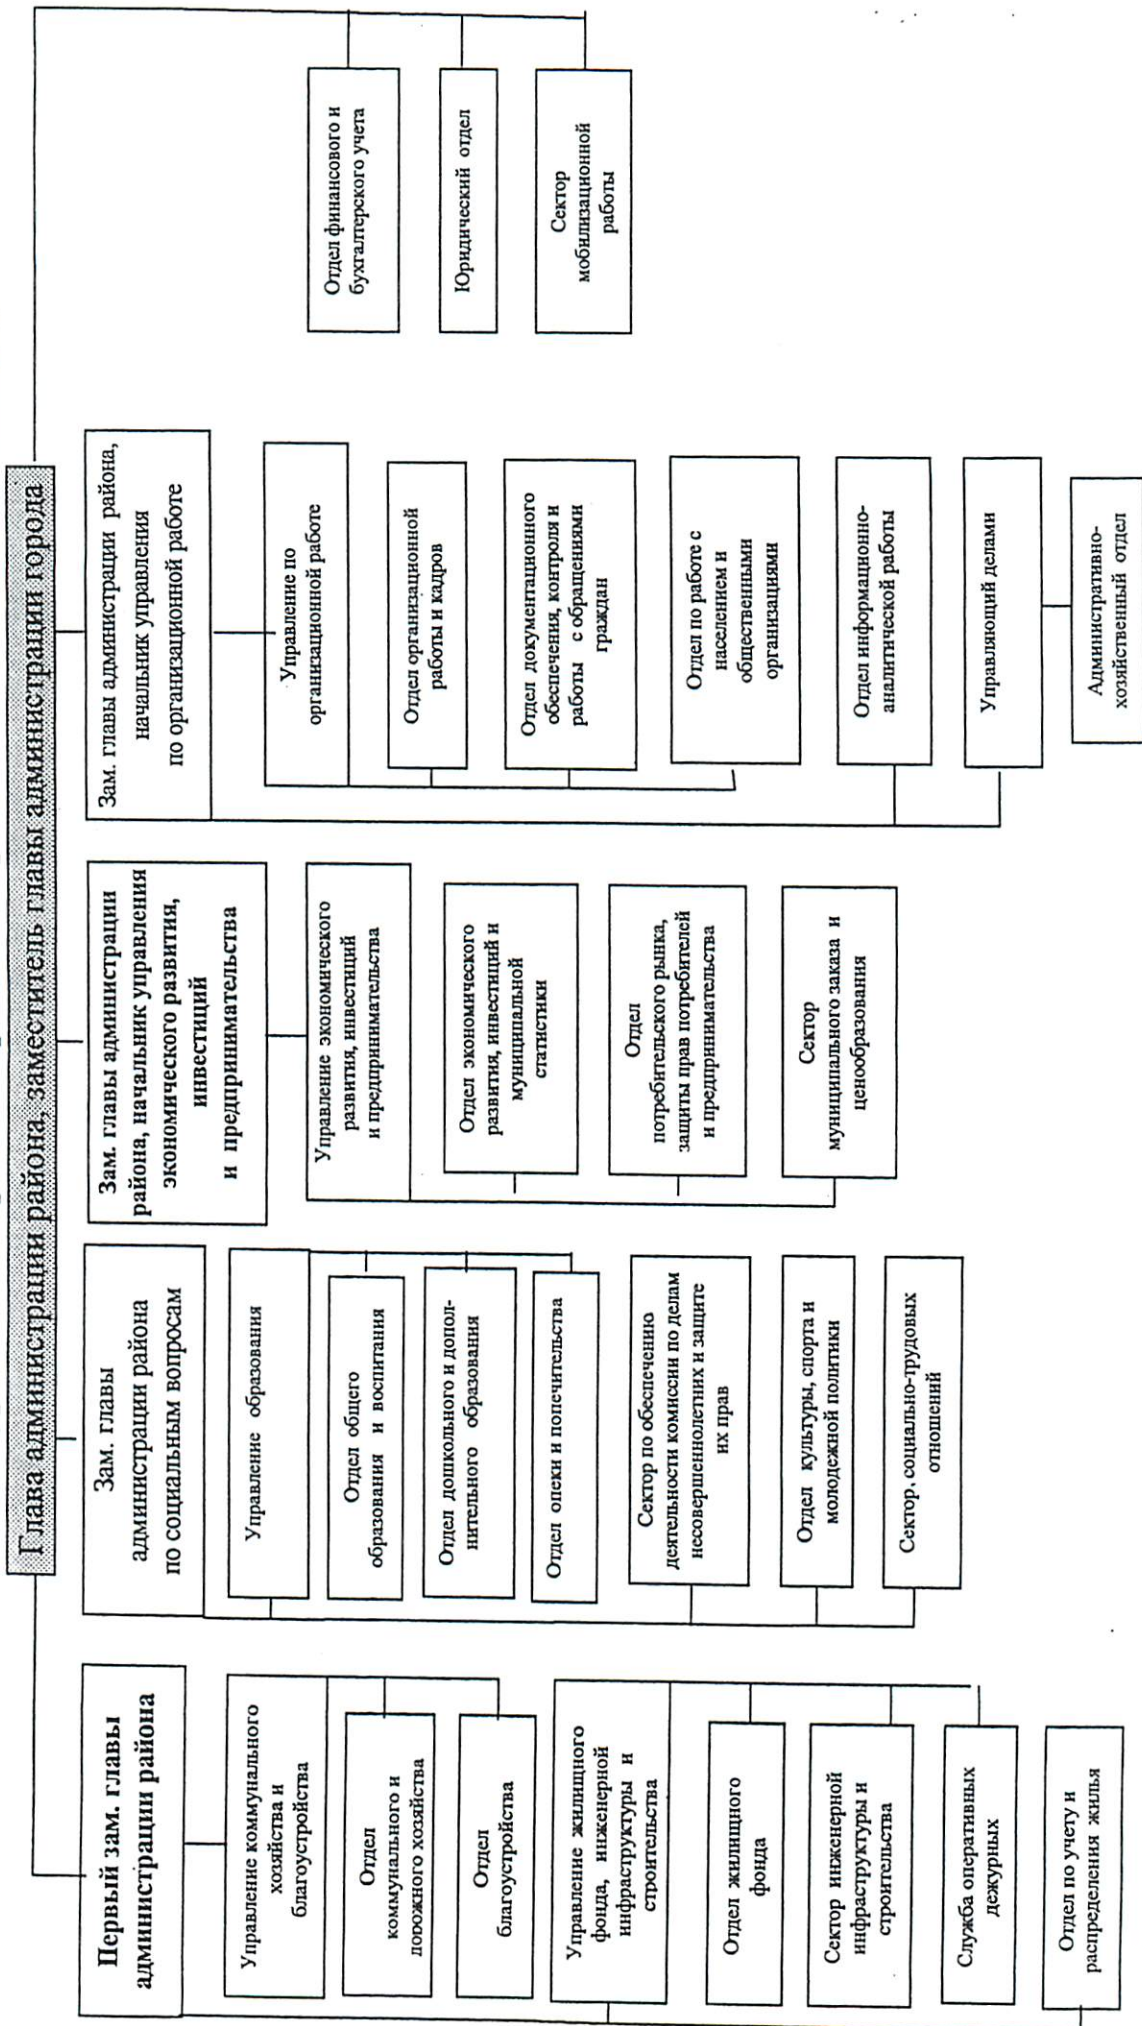 Глава администрации района, заместитель главы администрации города
Первый зам. главы
администрации района
Управление коммунального
хозяйства и
благоустройства
Отдел
коммунального и
дорожного хозяйства
Отдел
благоустройства
Управление жилищного
фонда, инженерной
инфраструктуры и
строительства
Отдел жилищного
фонда
Сектор инженерной
инфраструктуры и
строительства
Служба оперативных
дежурных
Отдел по учету и
распределения жилья
Зам. главы
администрации района
по социальным вопросам
Управление образования
Отдел общего
образования и воспитания
Отдел дошкольного и допол-
нительного образования
Отдел опеки и попечительства
Сектор по обеспечению
деятельности комиссии по делам
несовершеннолетних и защите
их прав
Отдел культуры, спорта и
молодежной политики
Сектор социально-трудовых
отношений
Зам. главы администрации
района, начальник управления
экономического развития,
инвестиций
и предпринимательства
Управление экономического
развития, инвестиций
и предпринимательства
Отдел экономического
развития, инвестиций и
муниципальной
статистики
Отдел
потребительского рынка,
защиты прав потребителей
и предпринимательства
Сектор
муниципального заказа и
ценообразования
Зам. главы администрации района,
начальник управления
по организационной работе
Управление по
организационной работе
Отдел организационной
работы и кадров
Отдел документационного
обеспечения, контроля и
работы с обращениями
граждан
Отдел по работе с
населением и
общественными
организациями
Отдел информационно-
аналитической работы
Управляющий делами
Административно-
хозяйственный отдел
Отдел финансового и
бухгалтерского учета
Юридический отдел
Сектор
мобилизационной
работы